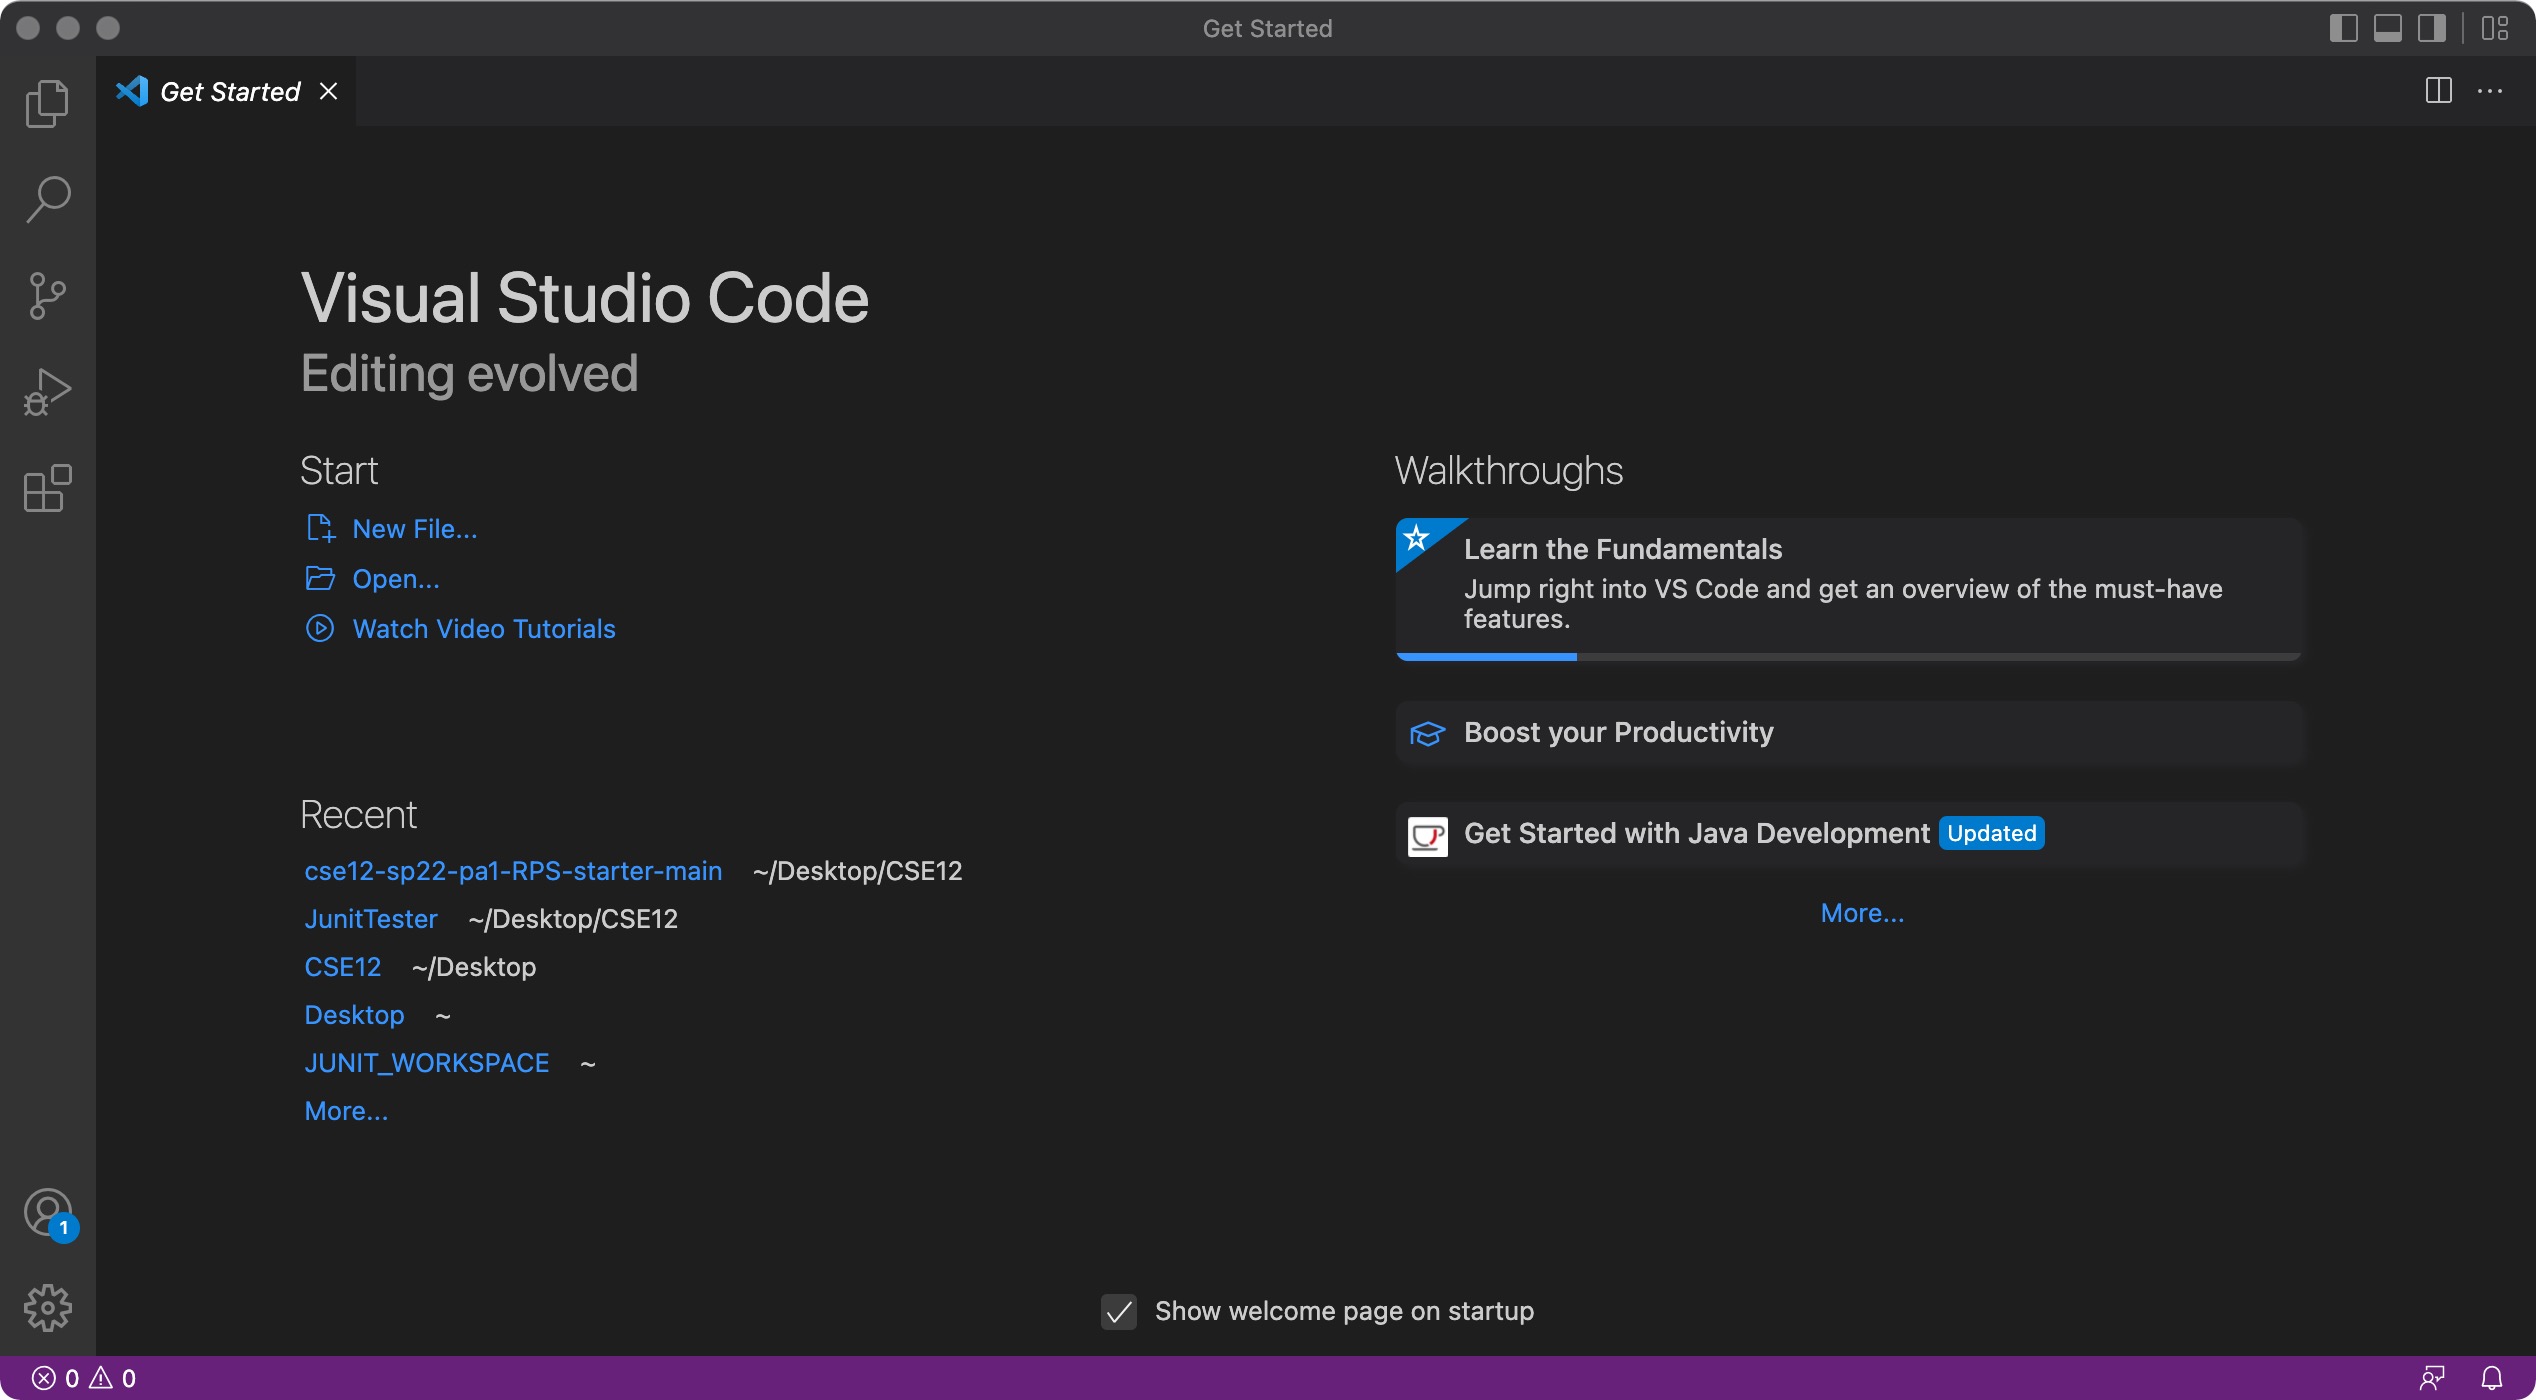 Get Started
Get Started
Visual Studio Code
Editing evolved
Start
New File...
Open...
Watch Video Tutorials
Recent
cse12-sp22-pa1-RPS-starter-main ~/Desktop/CSE12
JunitTester ~/Desktop/CSE12
CSE12 ~/Desktop
Desktop ~
JUNIT_WORKSPACE ~
More...
Walkthroughs
Learn the Fundamentals
Jump right into VS Code and get an overview of the must-have
features.
Boost your Productivity
Get Started with Java Development Updated
More...
1
Show welcome page on startup
0 0